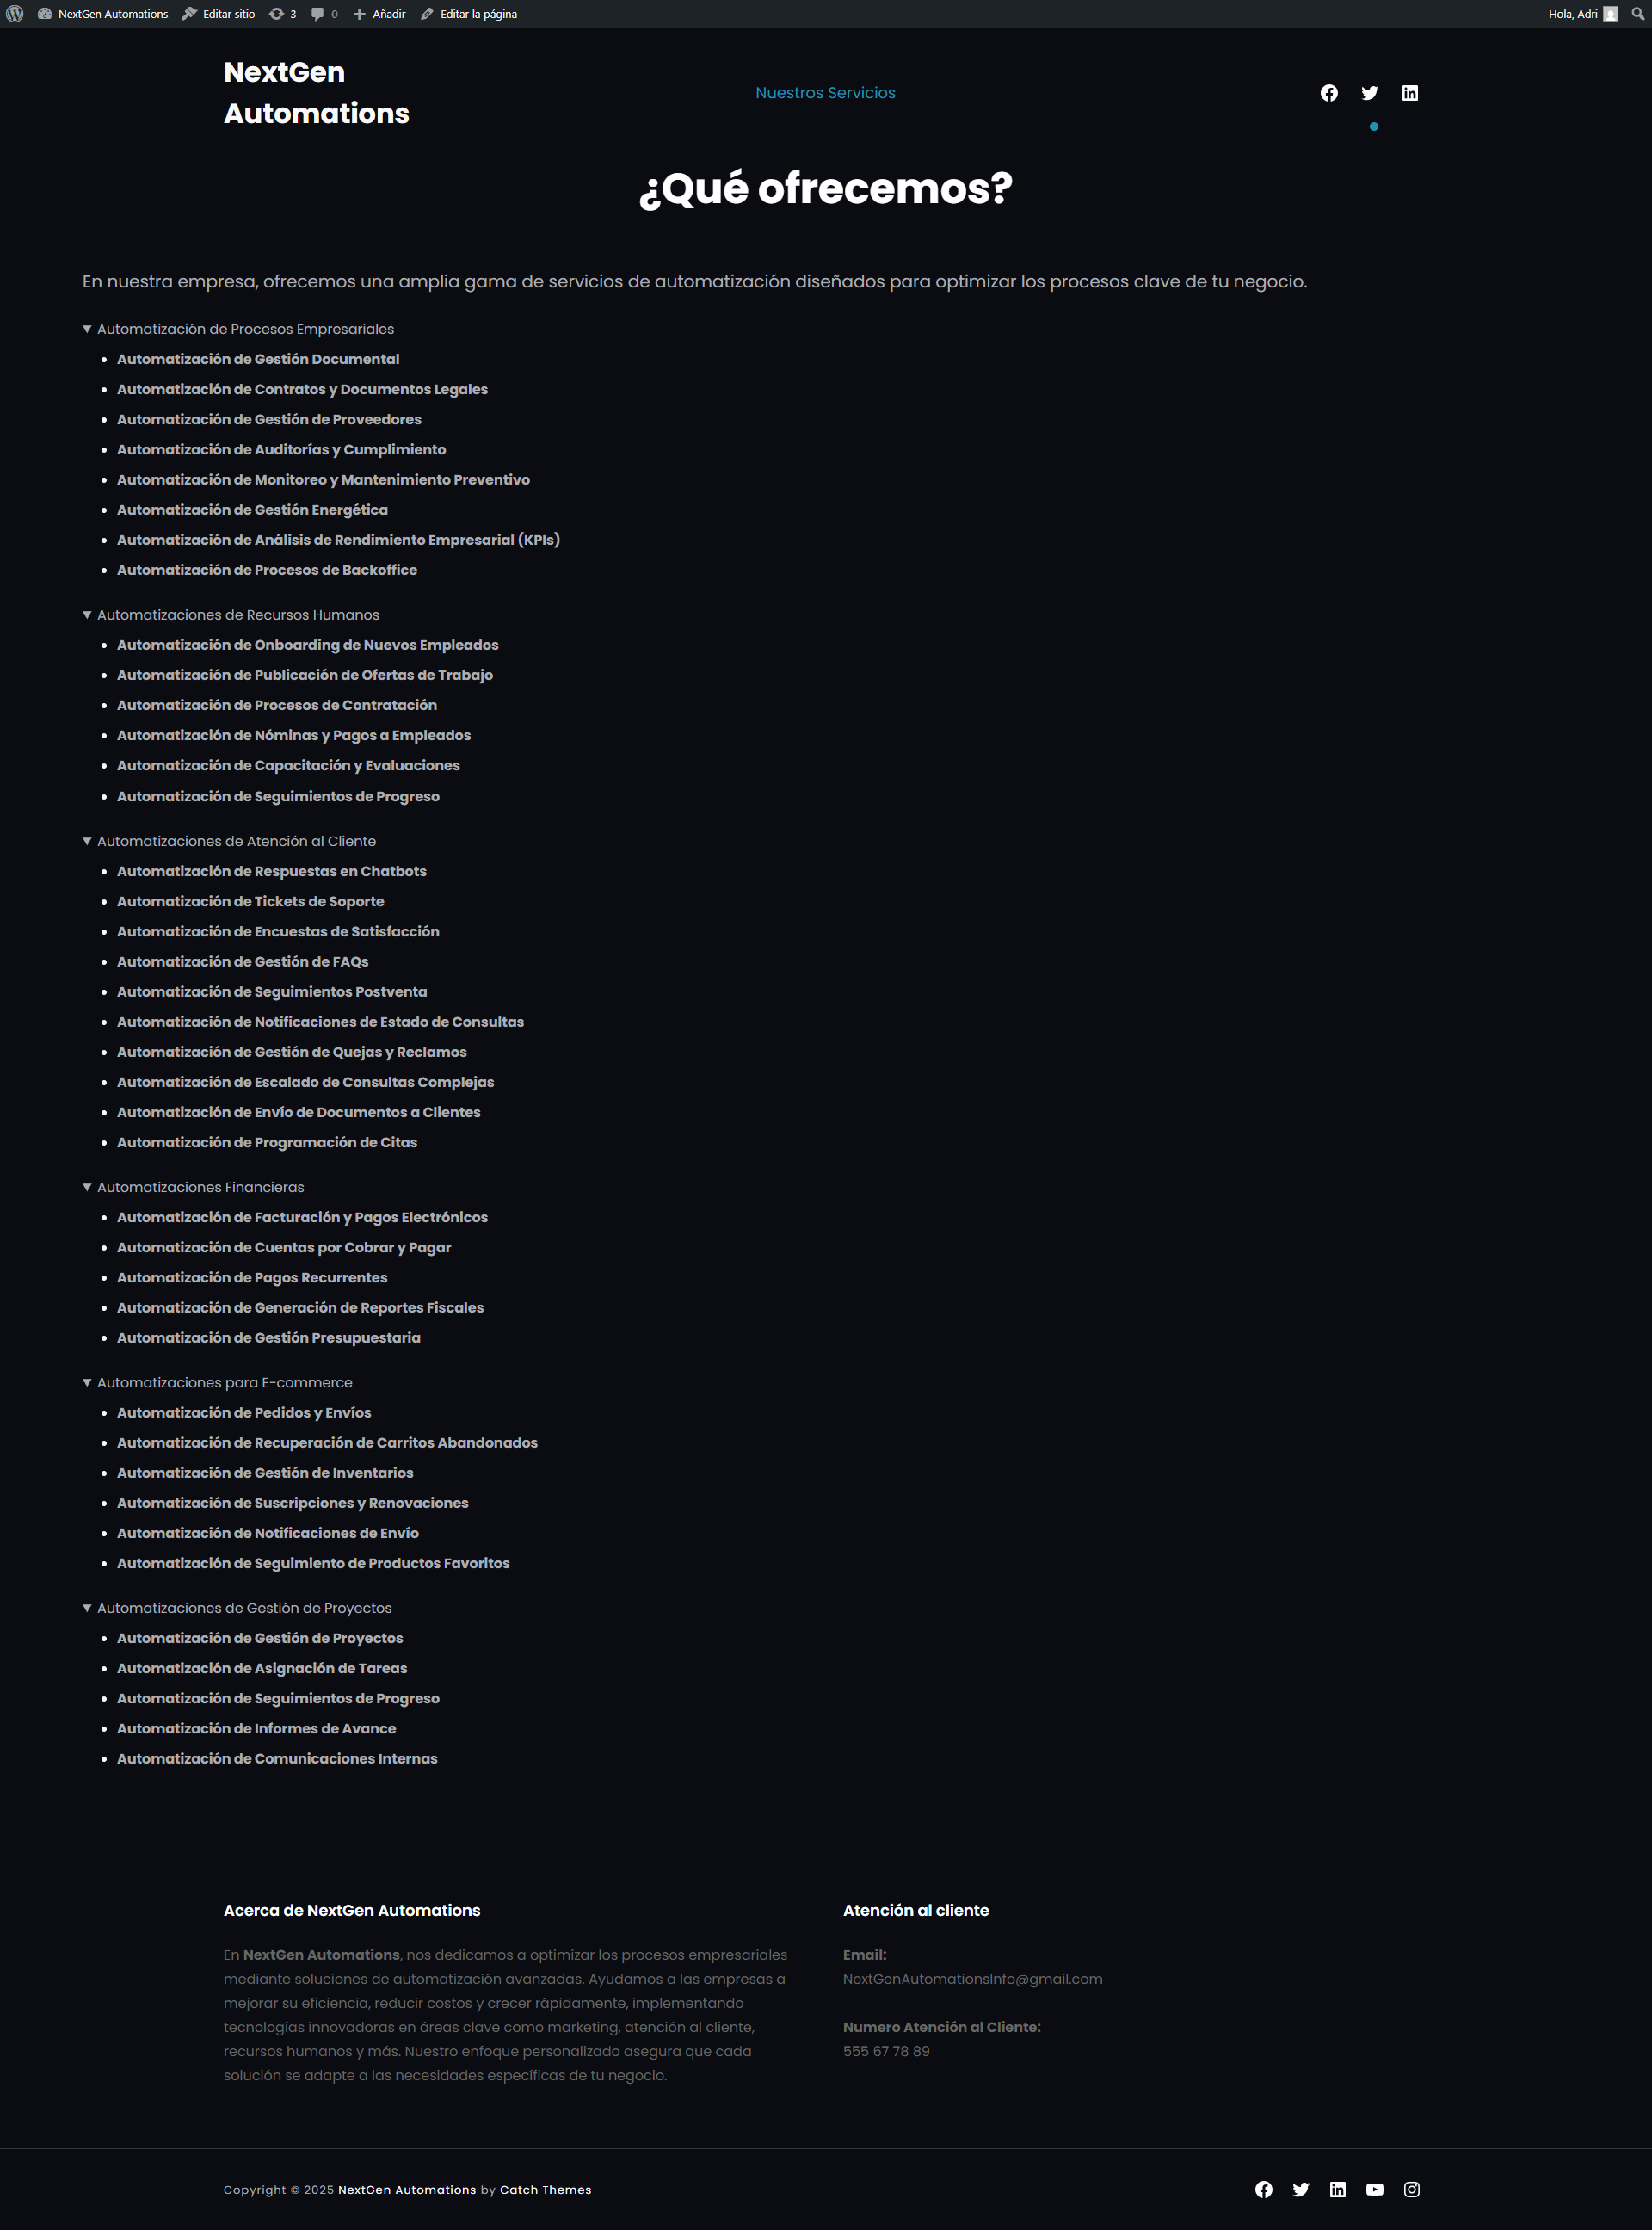 NextGen Automations Editar sitio 3 0 Añadir Editar la página Hola, Adri
NextGen
Automations
Nuestros Servicios
¿Qué ofrecemos?
En nuestra empresa, ofrecemos una amplia gama de servicios de automatización diseñados para optimizar los procesos clave de tu negocio.
Automatización de Procesos Empresariales
Automatización de Gestión Documental
Automatización de Contratos y Documentos Legales
Automatización de Gestión de Proveedores
Automatización de Auditorías y Cumplimiento
Automatización de Monitoreo y Mantenimiento Preventivo
Automatización de Gestión Energética
Automatización de Análisis de Rendimiento Empresarial (KPIs)
Automatización de Procesos de Backoffice
Automatizaciones de Recursos Humanos
Automatización de Onboarding de Nuevos Empleados
Automatización de Publicación de Ofertas de Trabajo
Automatización de Procesos de Contratación
Automatización de Nóminas y Pagos a Empleados
Automatización de Capacitación y Evaluaciones
Automatización de Seguimientos de Progreso
Automatizaciones de Atención al Cliente
Automatización de Respuestas en Chatbots
Automatización de Tickets de Soporte
Automatización de Encuestas de Satisfacción
Automatización de Gestión de FAQs
Automatización de Seguimientos Postventa
Automatización de Notificaciones de Estado de Consultas
Automatización de Gestión de Quejas y Reclamos
Automatización de Escalado de Consultas Complejas
Automatización de Envío de Documentos a Clientes
Automatización de Programación de Citas
Automatizaciones Financieras
Automatización de Facturación y Pagos Electrónicos
Automatización de Cuentas por Cobrar y Pagar
Automatización de Pagos Recurrentes
Automatización de Generación de Reportes Fiscales
Automatización de Gestión Presupuestaria
Automatizaciones para E-commerce
Automatización de Pedidos y Envíos
Automatización de Recuperación de Carritos Abandonados
Automatización de Gestión de Inventarios
Automatización de Suscripciones y Renovaciones
Automatización de Notificaciones de Envío
Automatización de Seguimiento de Productos Favoritos
Automatizaciones de Gestión de Proyectos
Automatización de Gestión de Proyectos
Automatización de Asignación de Tareas
Automatización de Seguimientos de Progreso
Automatización de Informes de Avance
Automatización de Comunicaciones Internas
Acerca de NextGen Automations
En NextGen Automations, nos dedicamos a optimizar los procesos empresariales
mediante soluciones de automatización avanzadas. Ayudamos a las empresas a
mejorar su eficiencia, reducir costos y crecer rápidamente, implementando
tecnologías innovadoras en áreas clave como marketing, atención al cliente,
recursos humanos y más. Nuestro enfoque personalizado asegura que cada
solución se adapte a las necesidades específicas de tu negocio.
Atención al cliente
Email:
NextGenAutomationsInfo@gmail.com
Numero Atención al Cliente:
555 67 78 89
Copyright © 2025 NextGen Automations by Catch Themes